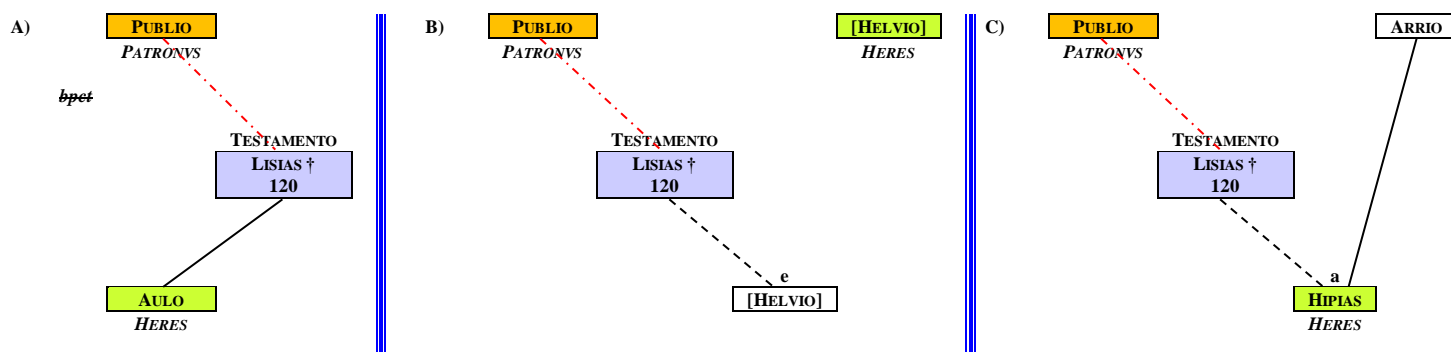 A)
PUBLIO
PATRONVS
bpct
TESTAMENTO
LISIAS †
120
AULO
HERES
B)
PUBLIO
PATRONVS
[HELVIO]
HERES
TESTAMENTO
LISIAS †
120
e
[HELVIO]
C)
PUBLIO
PATRONVS
ARRIO
TESTAMENTO
LISIAS †
120
a
HIPIAS
HERES